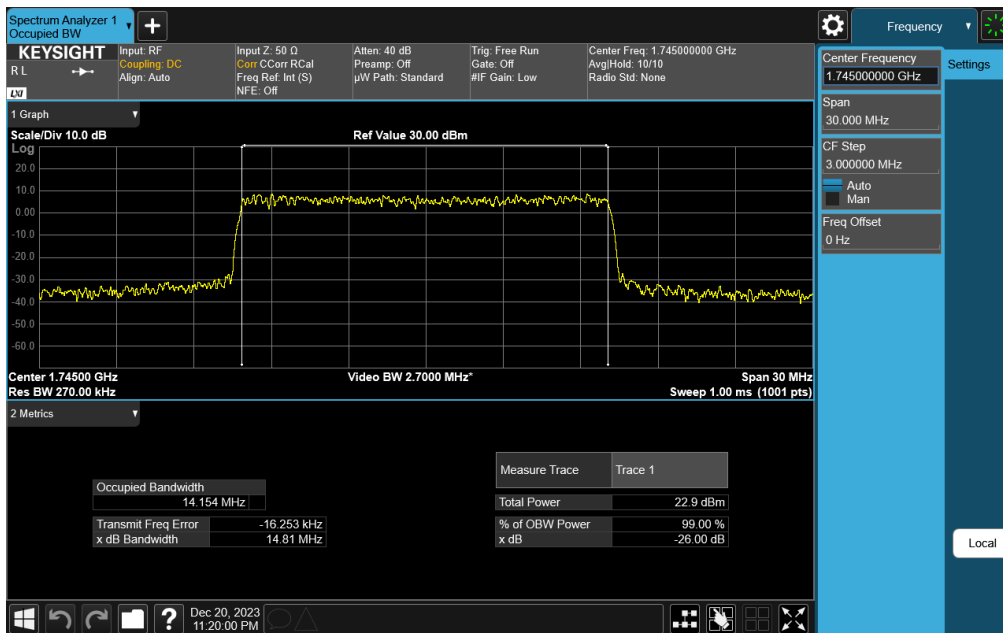 Spectrum Analyzer 1
Occupied BW
Frequency
KEYSIGHT
R L
LXI
Input: RF
Coupling: DC
Align: Auto
Input Z: 50 Ω
Corr CCorr RCal
Freq Ref: Int (S)
NFE: Off
Atten: 40 dB
Preamp: Off
µW Path: Standard
Trig: Free Run
Gate: Off
#IF Gain: Low
Center Freq: 1.745000000 GHz
Avg|Hold: 10/10
Radio Std: None
Center Frequency
1.745000000 GHz
Settings
Span
30.000 MHz
CF Step
3.000000 MHz
Auto
Man
Freq Offset
0 Hz
Local
1 Graph
Scale/Div 10.0 dB
Ref Value 30.00 dBm
Log
20.0
10.0
0.00
-10.0
-20.0
-30.0
-40.0
-50.0
-60.0
Center 1.74500 GHz
Video BW 2.7000 MHz*
Span 30 MHz
Res BW 270.00 kHz
Sweep 1.00 ms (1001 pts)
2 Metrics
Measure Trace
Trace 1
Occupied Bandwidth
14.154 MHz
Total Power
22.9 dBm
Transmit Freq Error
-16.253 kHz
% of OBW Power
99.00 %
x dB Bandwidth
14.81 MHz
x dB
-26.00 dB
?
Dec 20, 2023
11:20:00 PM